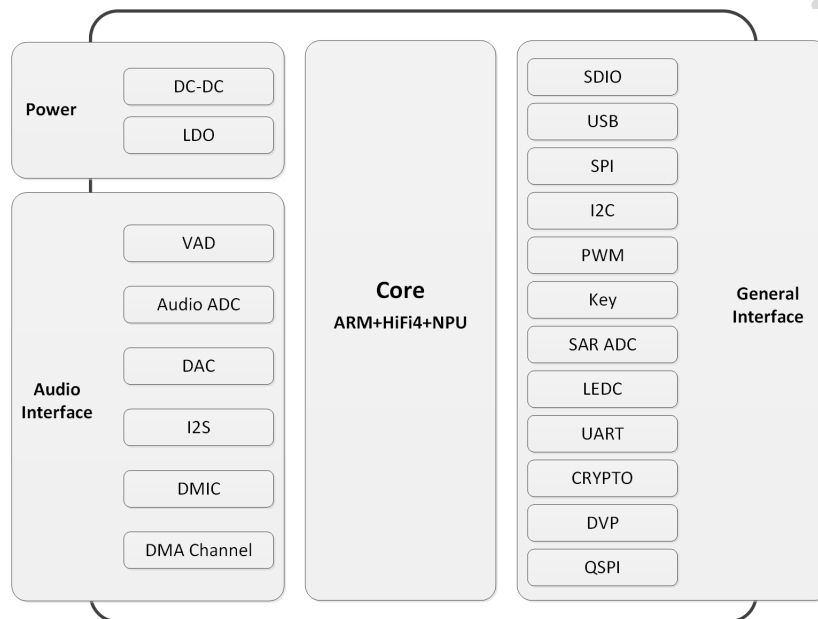 Power
DC-DC
LDO
Audio
Interface
VAD
Audio ADC
DAC
I2S
DMIC
DMA Channel
Core
ARM+HiFi4+NPU
SDIO
USB
SPI
I2C
PWM
Key
SAR ADC
LEDC
UART
CRYPTO
DVP
QSPI
General
Interface